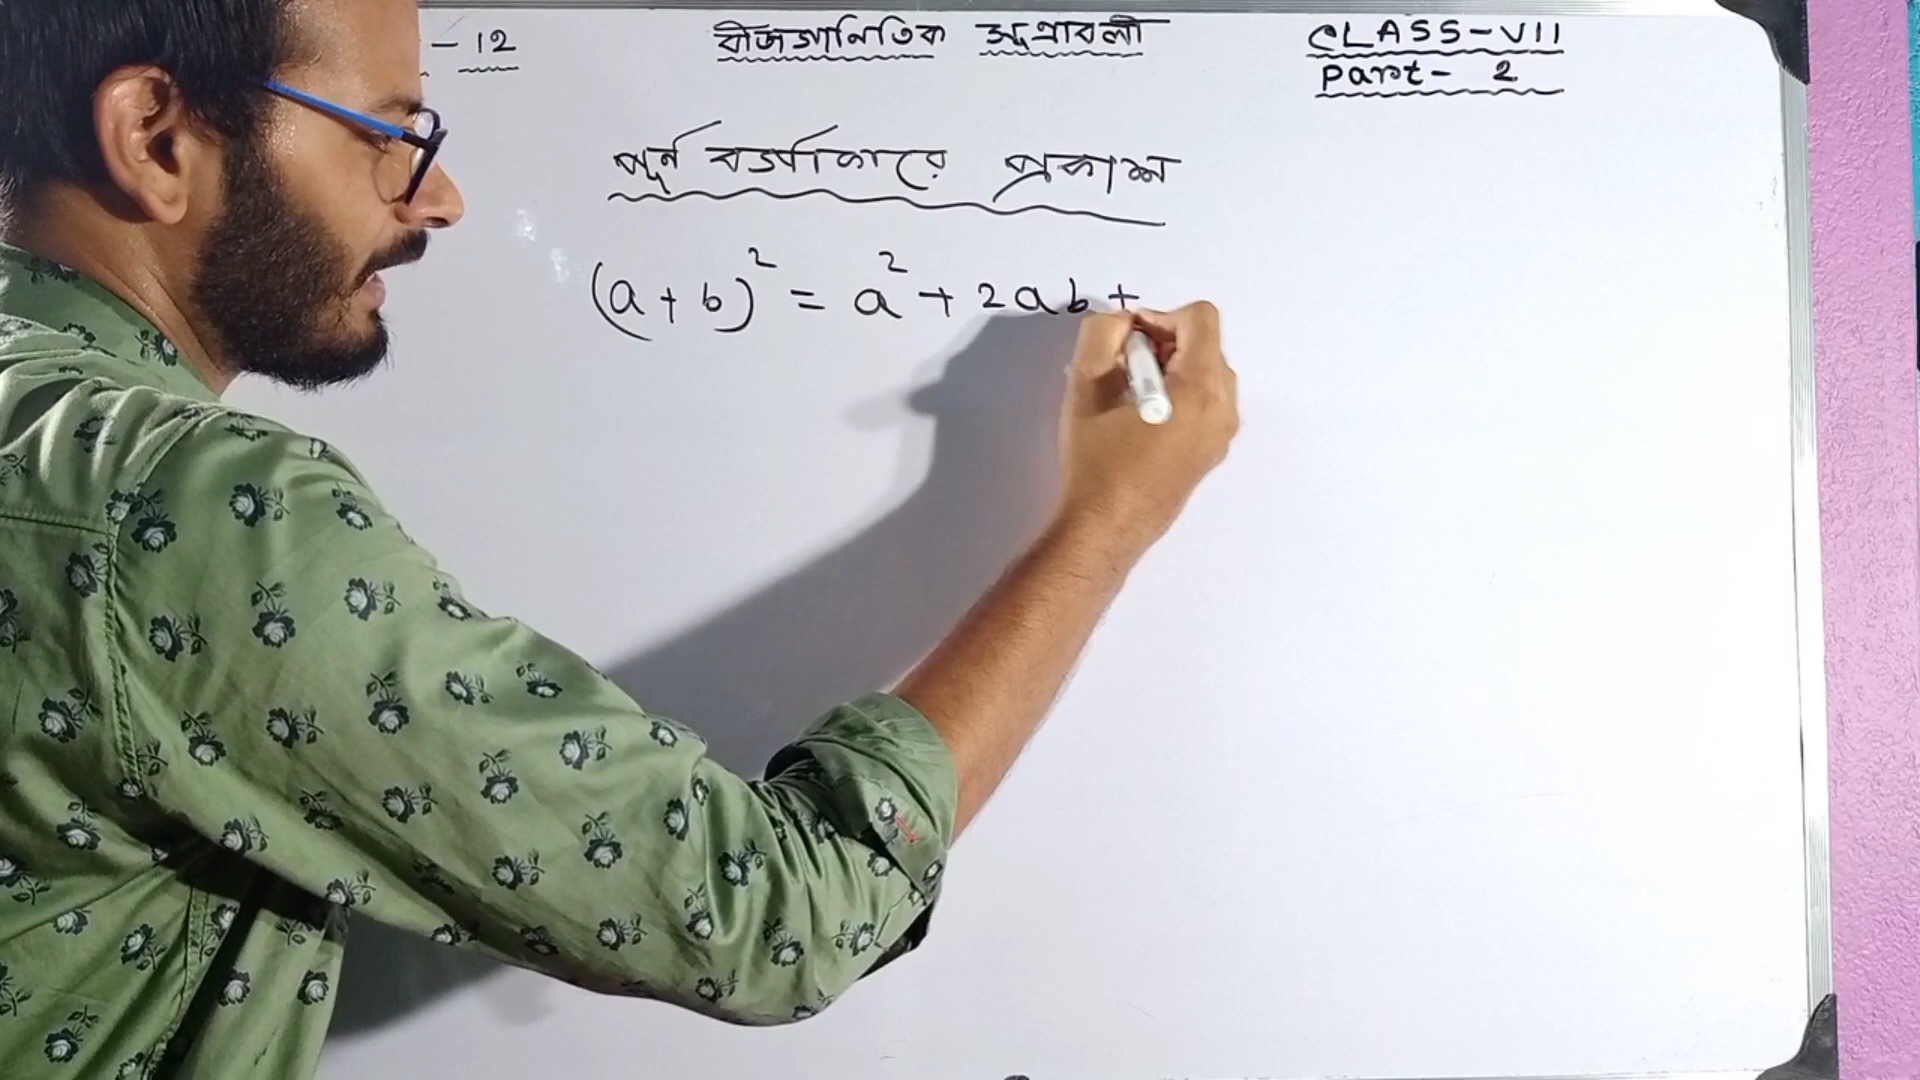 - 12 বীজগানিতিক সূত্রাবলী CLASS-VII
Part- 2
পূর্ন বর্গাকারে প্রকাশ
(a + b)² = a² + 2ab +